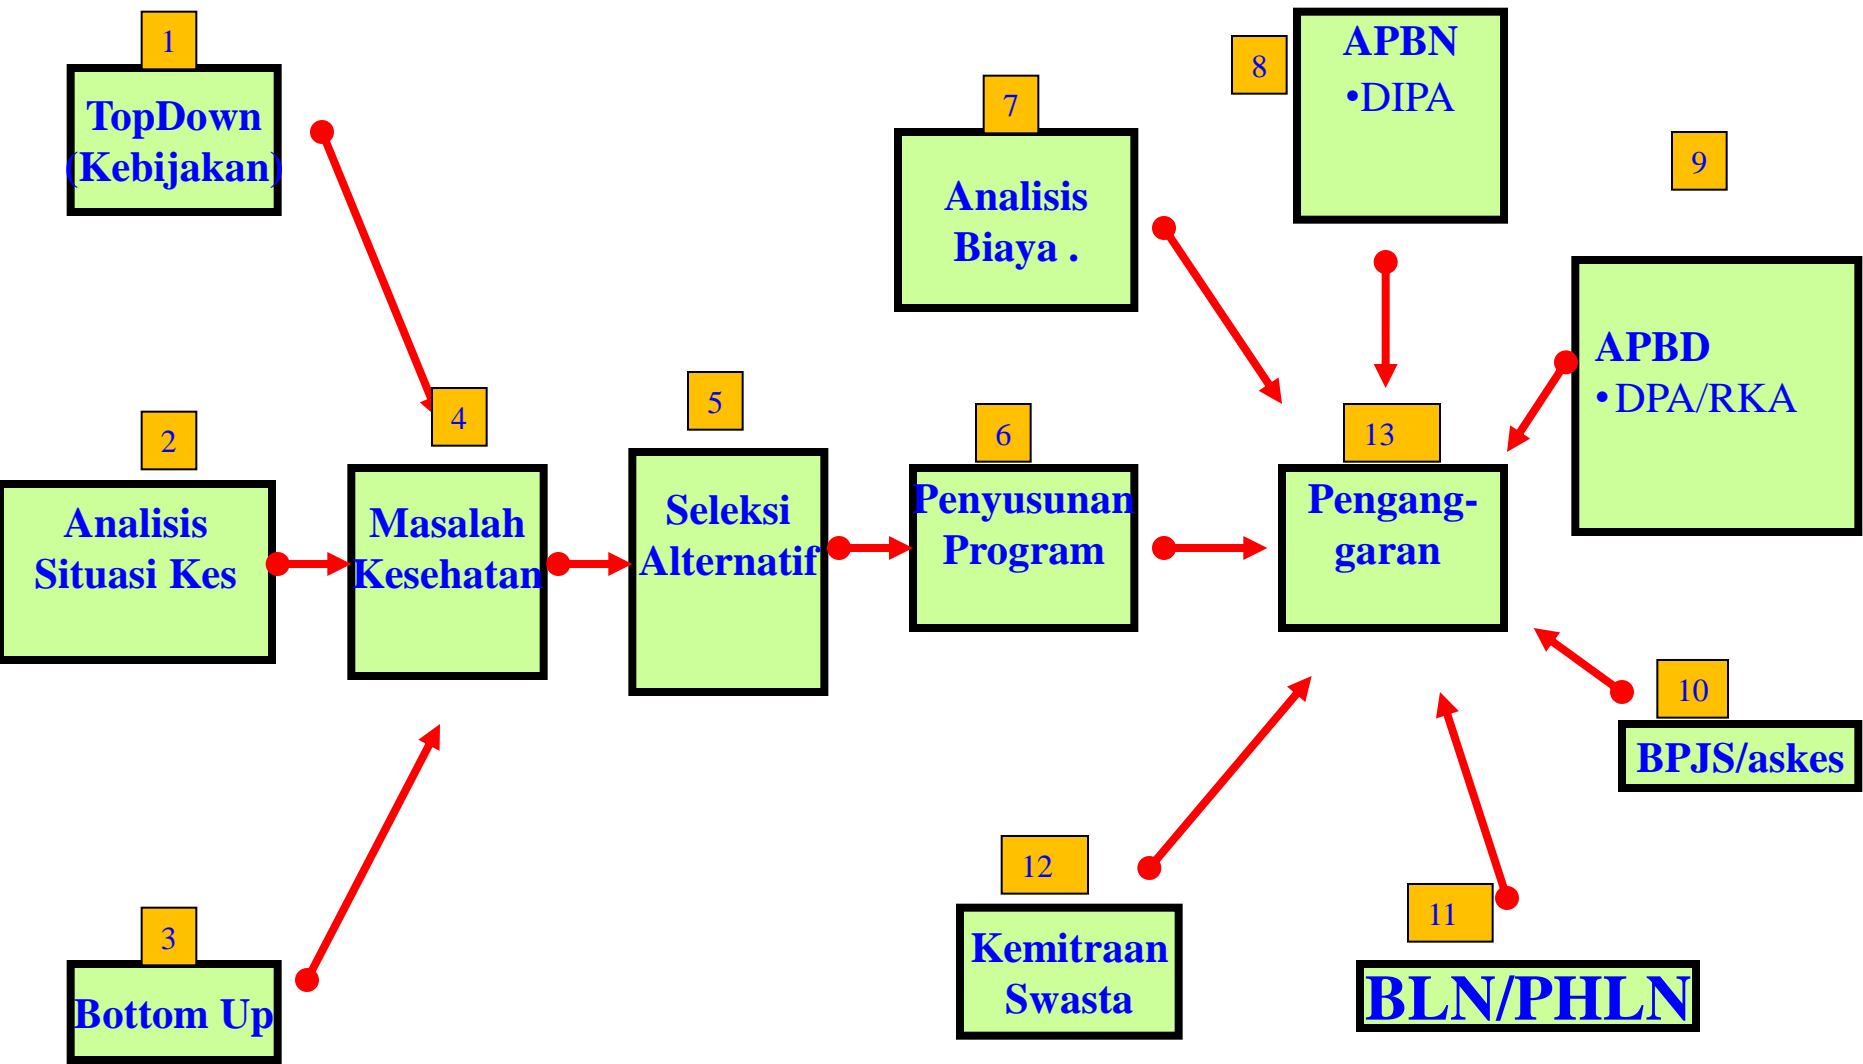 1
TopDown
(Kebijakan)
2
Analisis
Situasi Kes
3
Bottom Up
4
Masalah
Kesehatan
5
Seleksi
Alternatif
6
Penyusunan
Program
7
Analisis
Biaya .
8
APBN
•DIPA
9
APBD
•DPA/RKA
13
Pengang-
garan
10
BPJS/askes
11
BLN/PHLN
12
Kemitraan
Swasta